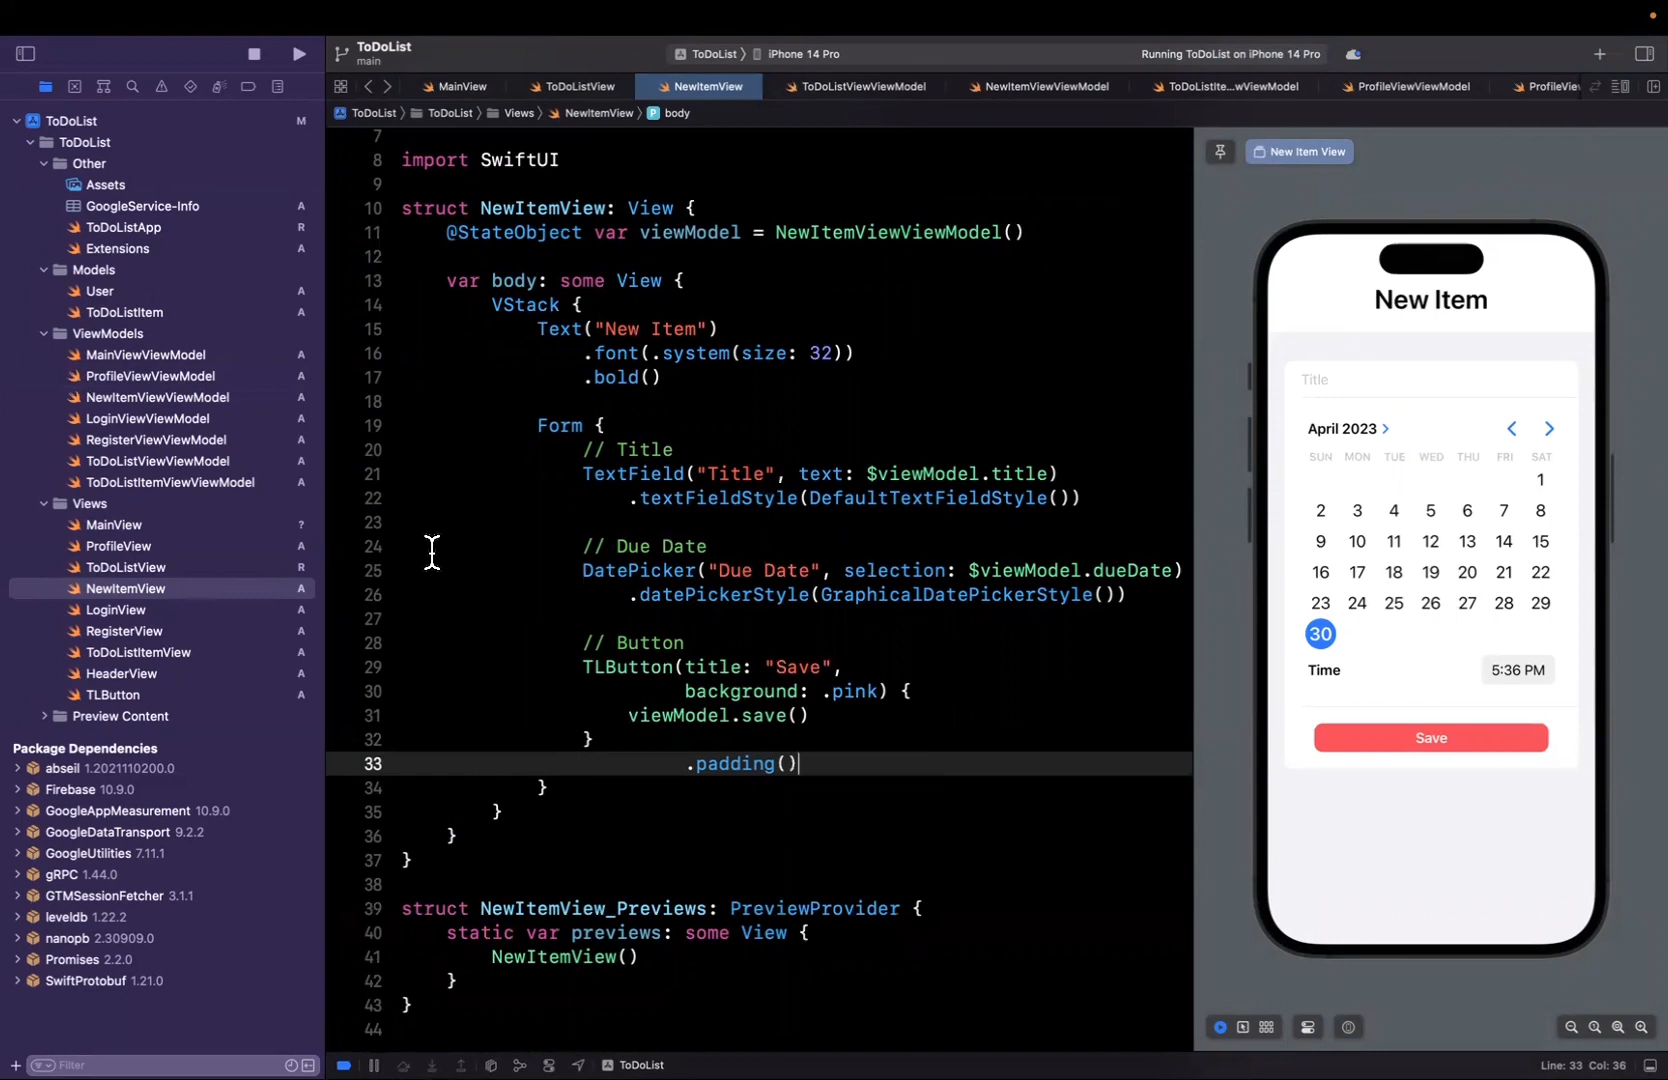 ToDoList
main
ToDoList
iPhone 14 Pro
Running ToDoList on iPhone 14 Pro
MainView
ToDoListView
NewItemView
ToDoListViewViewModel
NewItemViewViewModel
ToDoListIte...wViewModel
ProfileViewViewModel
ProfileVie
ToDoList
ToDoList
Views
NewItemView
P body
ToDoList M
ToDoList
Other
Assets
GoogleService-Info A
ToDoListApp R
Extensions A
Models
User A
ToDoListItem A
ViewModels
MainViewViewModel A
ProfileViewViewModel A
NewItemViewViewModel A
LoginViewViewModel A
RegisterViewViewModel A
ToDoListViewViewModel A
ToDoListItemViewViewModel A
Views
MainView ?
ProfileView A
ToDoListView R
NewItemView A
LoginView A
RegisterView A
ToDoListItemView A
HeaderView A
TLButton A
Preview Content
Package Dependencies
abseil 1.2021110200.0
Firebase 10.9.0
GoogleAppMeasurement 10.9.0
GoogleDataTransport 9.2.2
GoogleUtilities 7.11.1
gRPC 1.44.0
GTMSessionFetcher 3.1.1
leveldb 1.22.2
nanopb 2.30909.0
Promises 2.2.0
SwiftProtobuf 1.21.0
Filter
7
8 import SwiftUI
9
10 struct NewItemView: View {
11 @StateObject var viewModel = NewItemViewViewModel()
12
13 var body: some View {
14 VStack {
15 Text("New Item")
16 .font(.system(size: 32))
17 .bold()
18
19 Form {
20 // Title
21 TextField("Title", text: $viewModel.title)
22 .textFieldStyle(DefaultTextFieldStyle())
23
24 // Due Date
25 DatePicker("Due Date", selection: $viewModel.dueDate)
26 .datePickerStyle(GraphicalDatePickerStyle())
27
28 // Button
29 TLButton(title: "Save",
30 background: .pink) {
31 viewModel.save()
32 }
33 .padding()
34 }
35 }
36 }
37 }
38
39 struct NewItemView_Previews: PreviewProvider {
40 static var previews: some View {
41 NewItemView()
42 }
43 }
44
ToDoList
New Item View
New Item
Title
April 2023
SUN MON TUE WED THU FRI SAT
1
2 3 4 5 6 7 8
9 10 11 12 13 14 15
16 17 18 19 20 21 22
23 24 25 26 27 28 29
30
Time 5:36 PM
Save
Line: 33 Col: 36